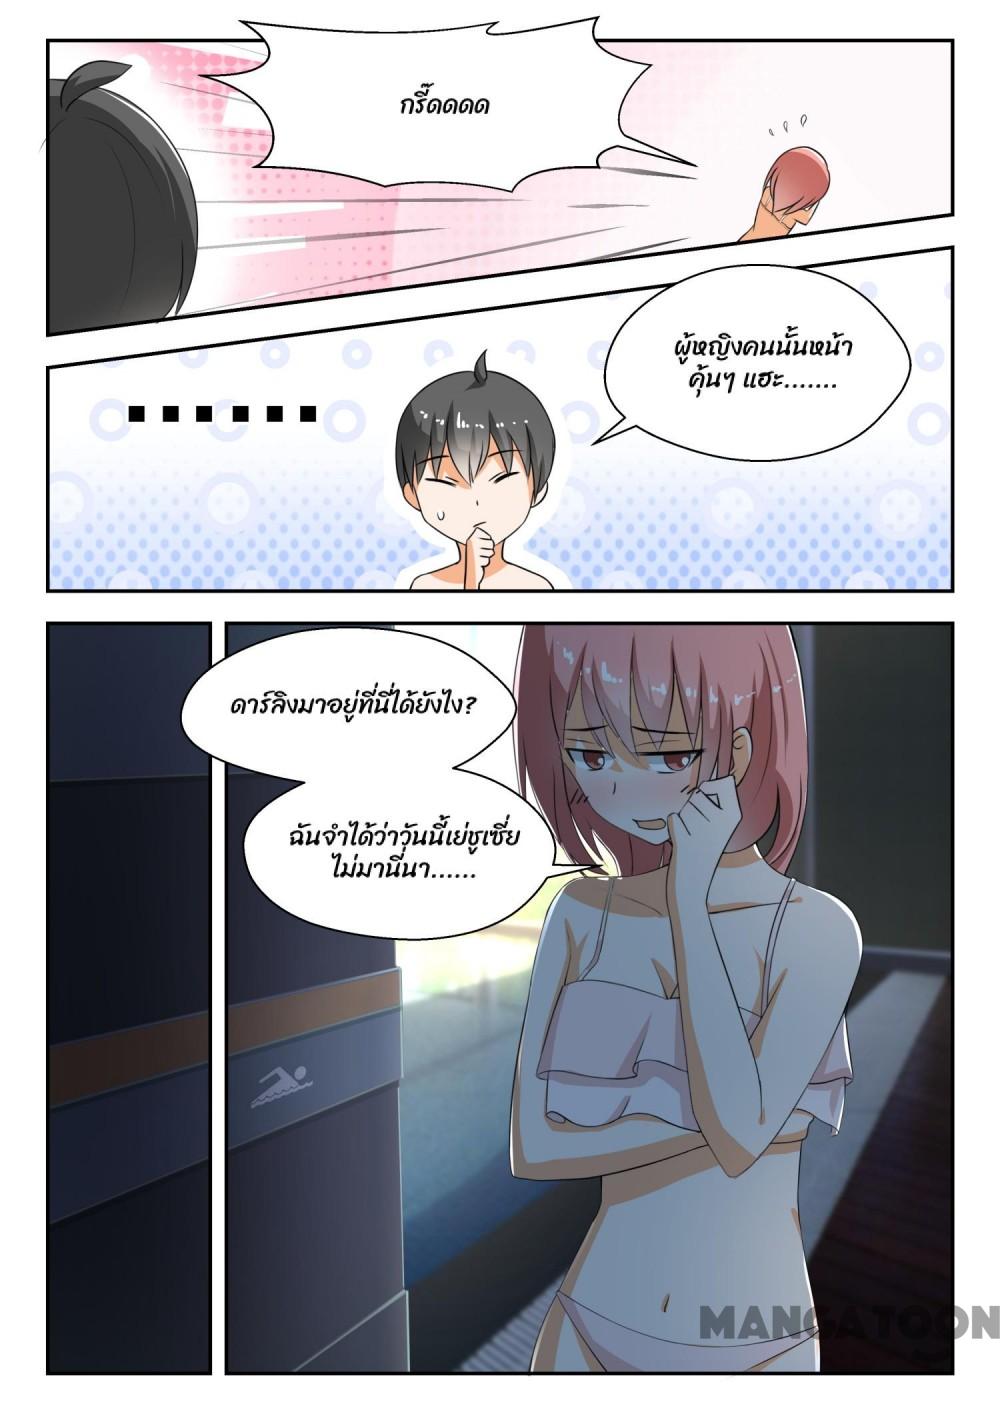 กรี๊ดดดด
ผู้หญิงคนนั้นหน้า
คุ้นๆ แฮะ.......
......
ดาร์ลิงมาอยู่ที่นี่ได้ยังไง?
ฉันจำได้ว่าวันนี้เย่ชูเซี่ย
ไม่มานี่นา......
MANGATOON